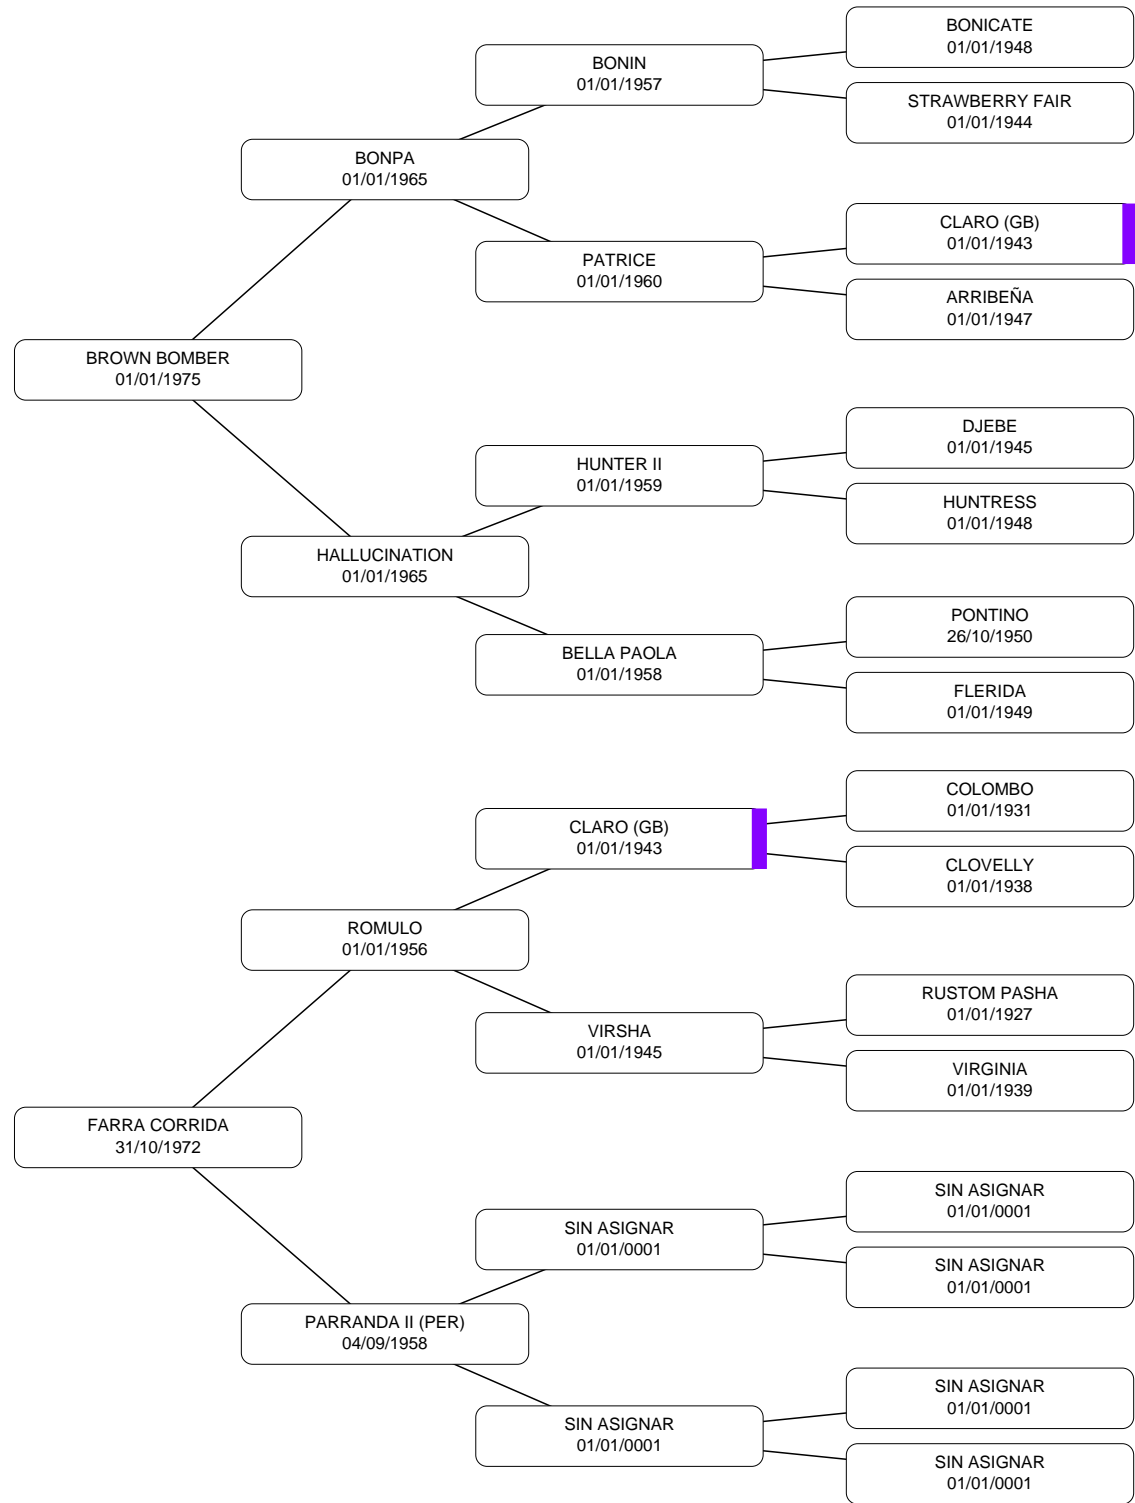 BONICATE
01/01/1948
BONIN
01/01/1957
STRAWBERRY FAIR
01/01/1944
BONPA
01/01/1965
CLARO (GB)
01/01/1943
PATRICE
01/01/1960
ARRIBEÑA
01/01/1947
BROWN BOMBER
01/01/1975
DJEBE
01/01/1945
HUNTER II
01/01/1959
HUNTRESS
01/01/1948
HALLUCINATION
01/01/1965
PONTINO
26/10/1950
BELLA PAOLA
01/01/1958
FLERIDA
01/01/1949
COLOMBO
01/01/1931
CLARO (GB)
01/01/1943
CLOVELLY
01/01/1938
ROMULO
01/01/1956
RUSTOM PASHA
01/01/1927
VIRSHA
01/01/1945
VIRGINIA
01/01/1939
FARRA CORRIDA
31/10/1972
SIN ASIGNAR
01/01/0001
SIN ASIGNAR
01/01/0001
SIN ASIGNAR
01/01/0001
PARRANDA II (PER)
04/09/1958
SIN ASIGNAR
01/01/0001
SIN ASIGNAR
01/01/0001
SIN ASIGNAR
01/01/0001